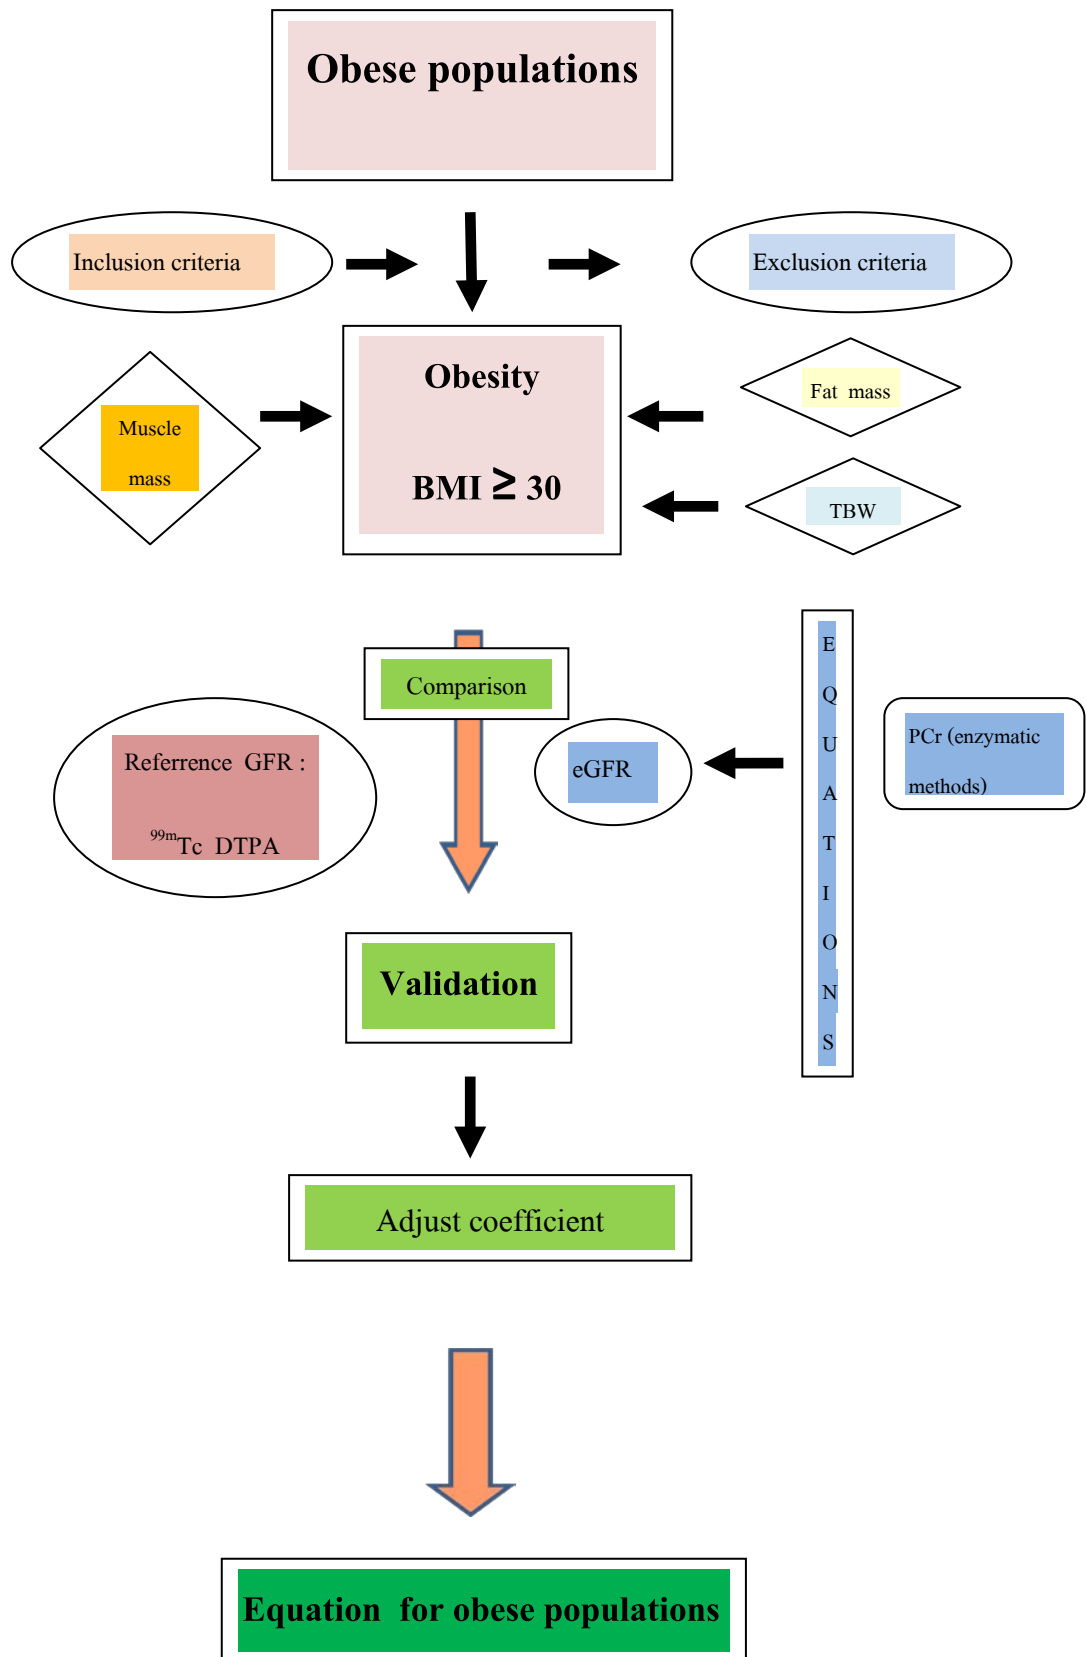 Obese populations
Inclusion criteria
Exclusion criteria
Obesity
BMI ≥ 30
Muscle
mass
Fat mass
TBW
Comparison
Referrence GFR :
99mTc DTPA
eGFR
E
Q
U
A
T
I
O
N
S
PCr (enzymatic
methods)
Validation
Adjust coefficient
Equation for obese populations